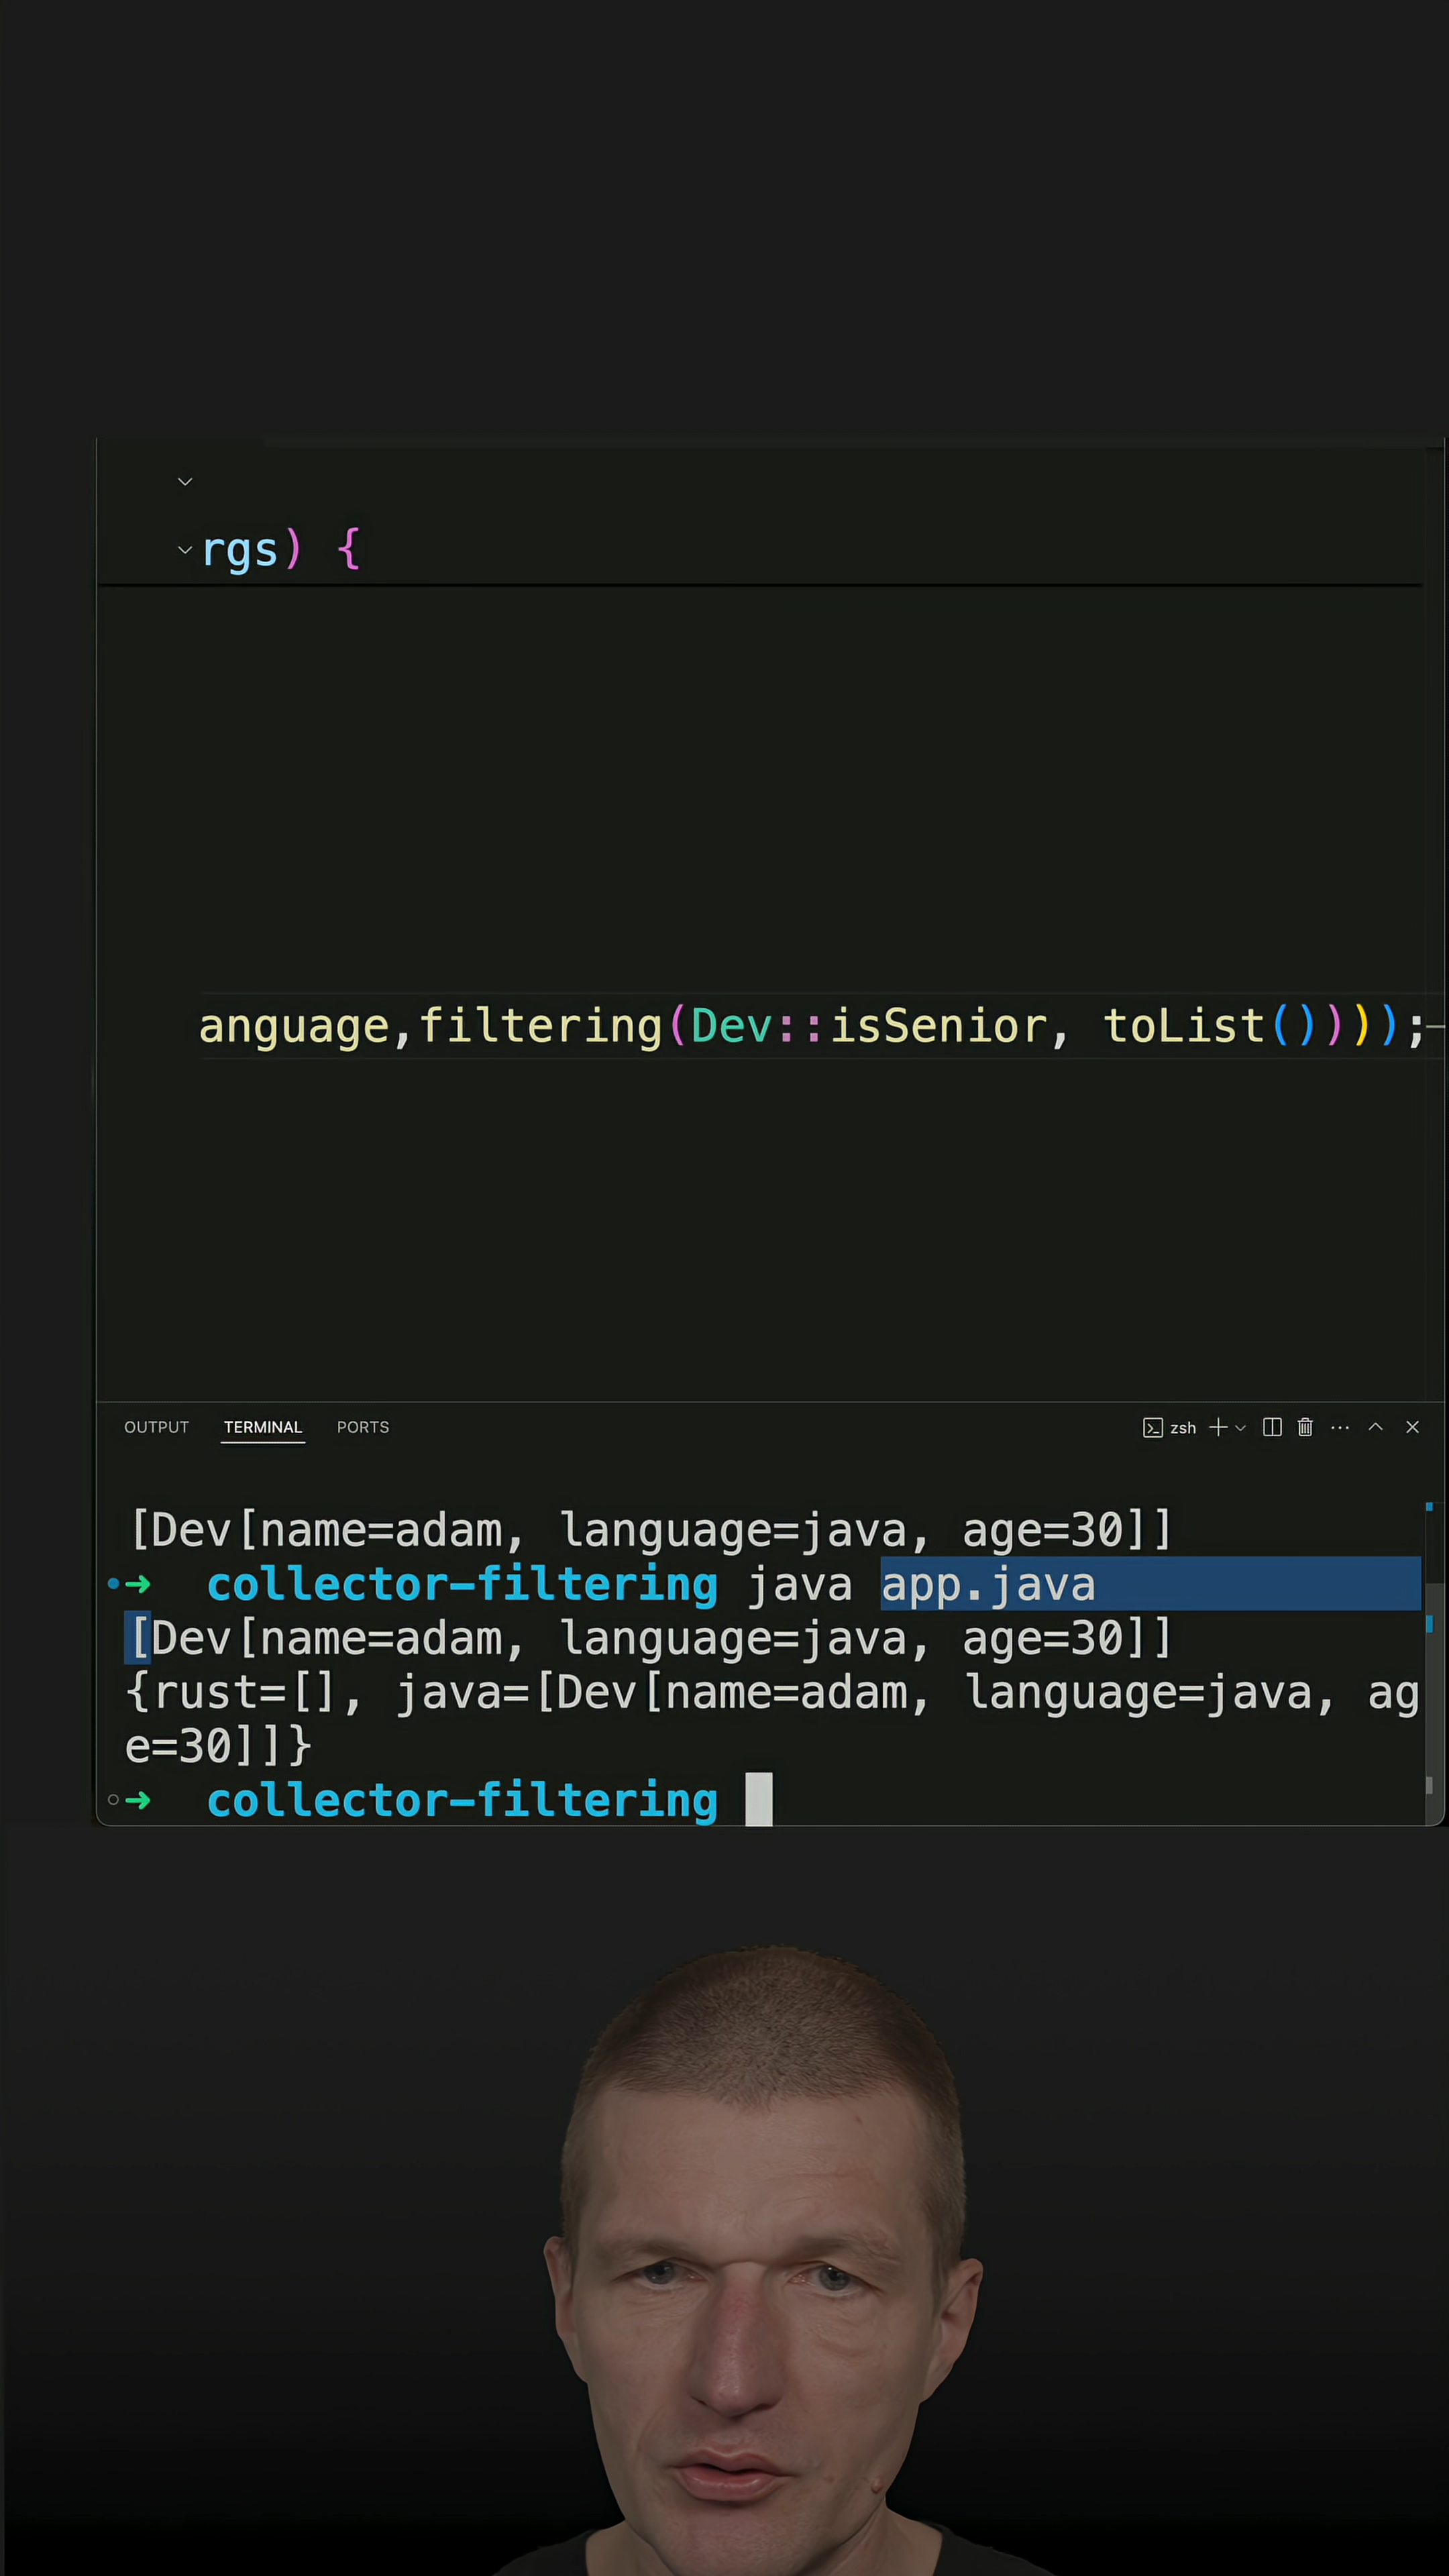 rgs) {
anguage,filtering(Dev::isSenior, toList())));
OUTPUT TERMINAL PORTS zsh
[Dev[name=adam, language=java, age=30]]
➜ collector-filtering java app.java
[Dev[name=adam, language=java, age=30]]
{rust=[], java=[Dev[name=adam, language=java, ag
e=30]]}
➜ collector-filtering